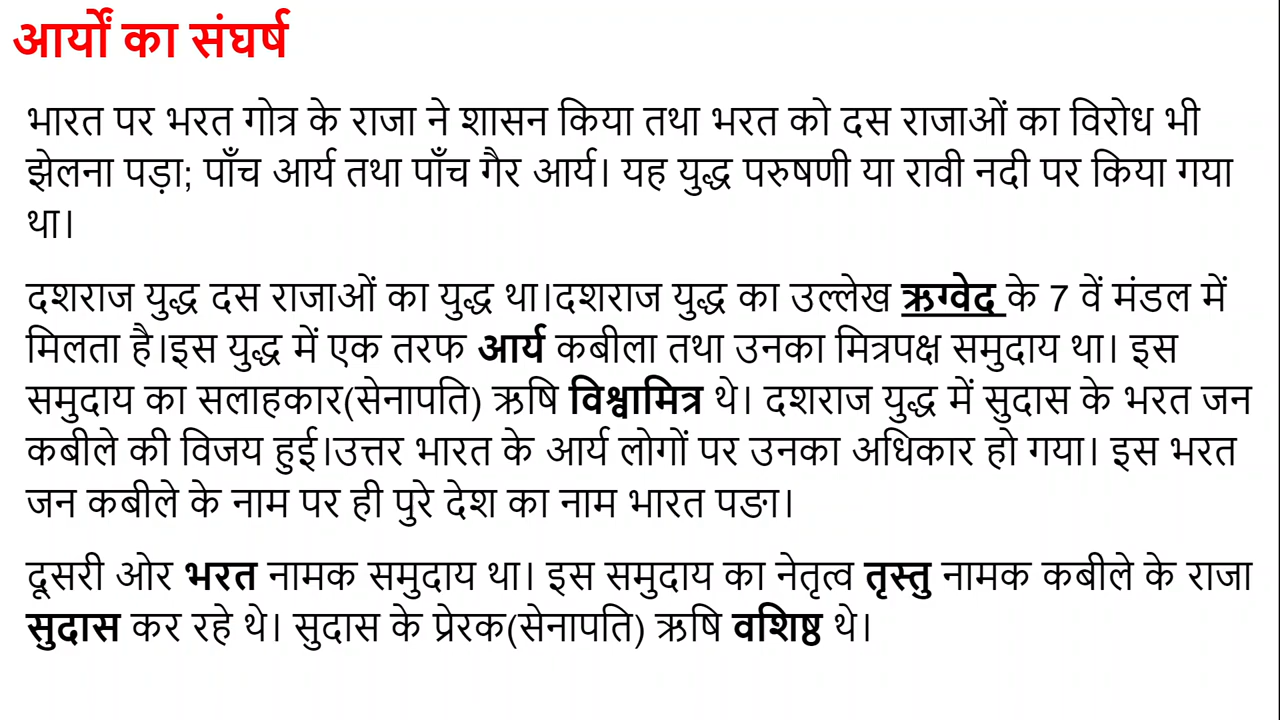 आर्यों का संघर्ष
भारत पर भरत गोत्र के राजा ने शासन किया तथा भरत को दस राजाओं का विरोध भी
झेलना पड़ा; पाँच आर्य तथा पाँच गैर आर्य। यह युद्ध परुषणी या रावी नदी पर किया गया
था।
दशराज युद्ध दस राजाओं का युद्ध था।दशराज युद्ध का उल्लेख ऋग्वेद के 7 वें मंडल में
मिलता है।इस युद्ध में एक तरफ आर्य कबीला तथा उनका मित्रपक्ष समुदाय था। इस
समुदाय का सलाहकार(सेनापति) ऋषि विश्वामित्र थे। दशराज युद्ध में सुदास के भरत जन
कबीले की विजय हुई।उत्तर भारत के आर्य लोगों पर उनका अधिकार हो गया। इस भरत
जन कबीले के नाम पर ही पुरे देश का नाम भारत पङा।
दूसरी ओर भरत नामक समुदाय था। इस समुदाय का नेतृत्व तृस्तु नामक कबीले के राजा
सुदास कर रहे थे। सुदास के प्रेरक(सेनापति) ऋषि वशिष्ठ थे।